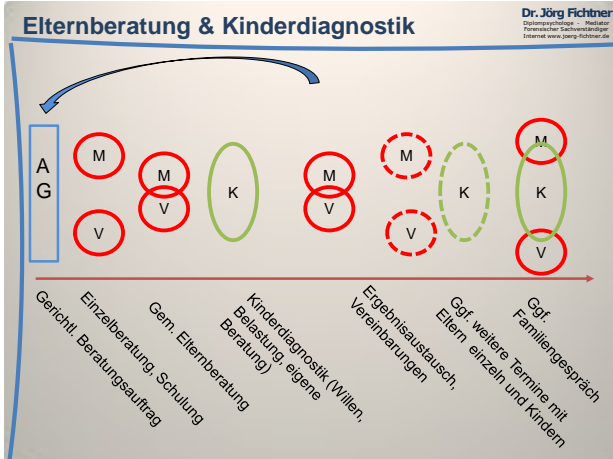 Elternberatung & Kinderdiagnostik
Dr. Jörg Fichtner
Diplompsychologe - Mediator
Forensischer Sachverständiger
Internet www.joerg-fichtner.de
A
G
M
V
M
V
K
M
V
M
V
K
M
K
V
Gerichtl. Beratungsauftrag
Einzelberatung, Schulung
Gem. Elternberatung
Kinderdiagnostik (Willen,
Belastung, eigene
Beratung)
Ergebnisaustausch,
Vereinbarungen
Ggf. weitere Termine mit
Eltern einzeln und Kindern
Ggf.
Familiengespräch